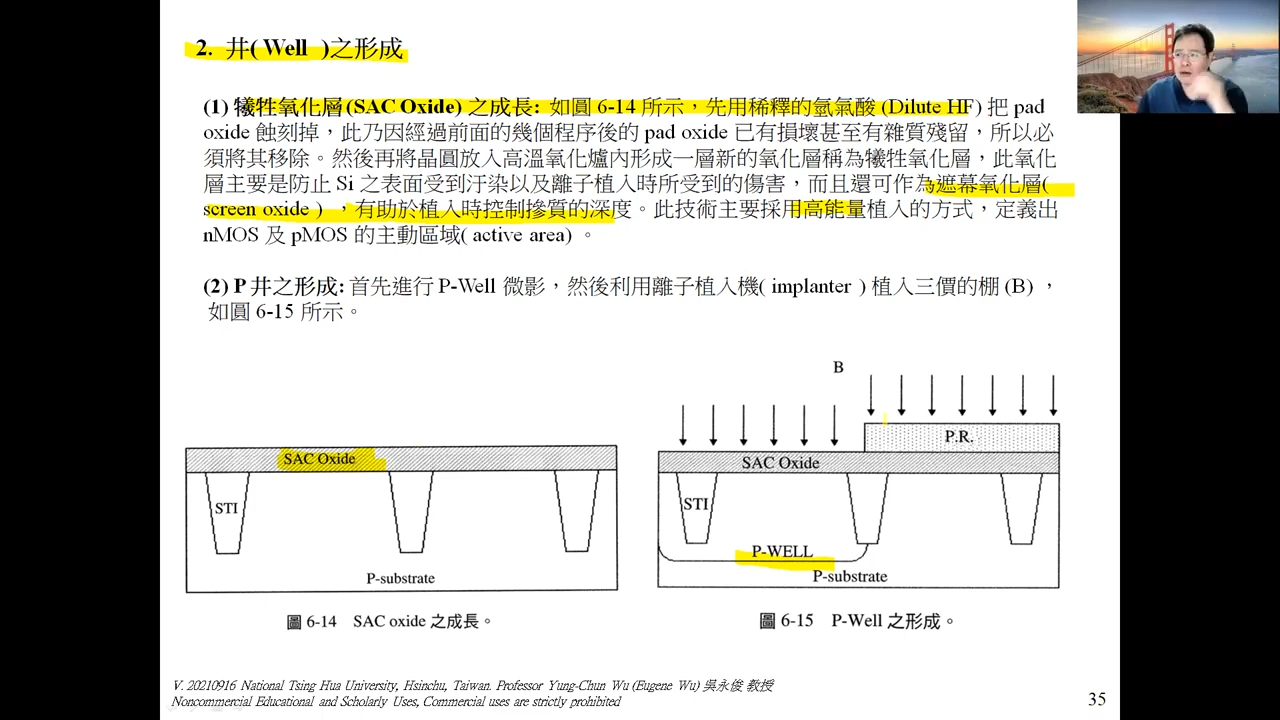 2. 井( Well )之形成
(1) 犧牲氧化層(SAC Oxide) 之成長: 如圓 6-14 所示，先用稀釋的氫氟酸 (Dilute HF) 把 pad
oxide 蝕刻掉，此乃因經過前面的幾個程序後的 pad oxide 已有損壞甚至有雜質殘留，所以必
須將其移除。然後再將晶圓放入高溫氧化爐內形成一層新的氧化層稱為犧牲氧化層，此氧化
層主要是防止 Si 之表面受到汙染以及離子植入時所受到的傷害，而且還可作為遮幕氧化層(
screen oxide ) ，有助於植入時控制摻質的深度。此技術主要採用高能量植入的方式，定義出
nMOS 及 pMOS 的主動區域( active area) 。
(2) P 井之形成: 首先進行 P-Well 微影，然後利用離子植入機( implanter ) 植入三價的棚 (B) ，
如圓 6-15 所示。
B
P.R.
SAC Oxide
SAC Oxide
STI
STI
P-WELL
P-substrate
P-substrate
圖 6-14 SAC oxide 之成長。
圖 6-15 P-Well 之形成。
V. 20210916 National Tsing Hua University, Hsinchu, Taiwan. Professor Yung-Chun Wu (Eugene Wu) 吳永俊 教授
Noncommercial Educational and Scholarly Uses, Commercial uses are strictly prohibited
35